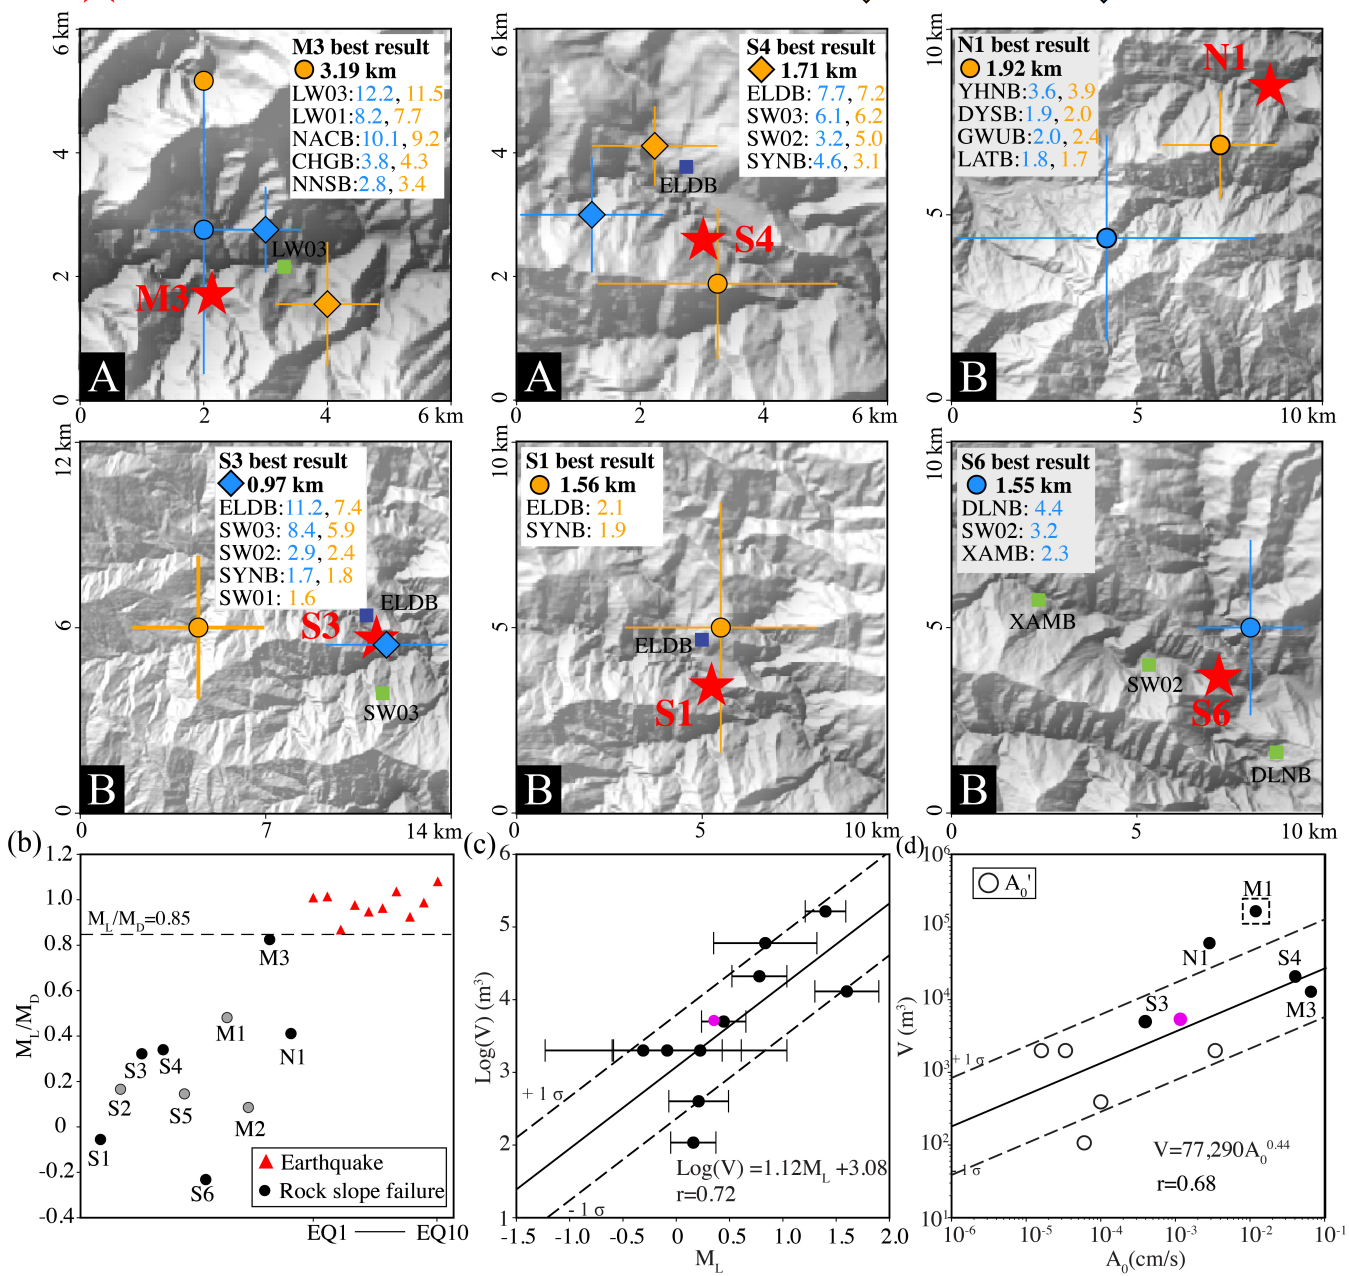 6 km
M3 best result
3.19 km
LW03:12.2, 11.5
LW01:8.2, 7.7
NACB:10.1, 9.2
CHGB:3.8, 4.3
NNSB:2.8, 3.4
4
LW03
2
M3
A
0
0
2
4
6 km
6 km
S4 best result
1.71 km
ELDB: 7.7, 7.2
SW03: 6.1, 6.2
SW02: 3.2, 5.0
SYNB: 4.6, 3.1
4
ELDB
S4
2
A
0
0
2
4
6 km
10 km
N1 best result
1.92 km
YHNB:3.6, 3.9
DYSB:1.9, 2.0
GWUB:2.0, 2.4
LATB:1.8, 1.7
N1
5
B
0
0
5
10 km
12 km
S3 best result
0.97 km
ELDB:11.2, 7.4
SW03: 8.4, 5.9
SW02: 2.9, 2.4
SYNB:1.7, 1.8
SW01: 1.6
6
S3
ELDB
SW03
B
0
0
7
14 km
10 km
S1 best result
1.56 km
ELDB: 2.1
SYNB: 1.9
5
ELDB
S1
B
0
0
5
10 km
10 km
S6 best result
1.55 km
DLNB: 4.4
SW02: 3.2
XAMB: 2.3
5
XAMB
SW02
S6
DLNB
B
0
0
5
10 km
(b)
1.2
1.0
0.8
0.6
0.4
0.2
0
-0.2
-0.4
M_L/M_D
M_L/M_D=0.85
M3
M1
N1
S3
S4
S2
S5
M2
S1
S6
Earthquake
Rock slope failure
EQ1
EQ10
(c)
6
5
4
3
2
1
Log(V) (m³)
+ 1 σ
Log(V) =1.12M_L +3.08
r=0.72
- 1 σ
-1.5
-1.0
-0.5
0
0.5
1.0
1.5
2.0
M_L
(d)
10⁶
10⁵
10⁴
10³
10²
10¹
V (m³)
A₀'
M1
N1
S4
S3
M3
+ 1 σ
- 1 σ
V=77,290A₀^0.44
r=0.68
10⁻⁶
10⁻⁵
10⁻⁴
10⁻³
10⁻²
10⁻¹
A₀(cm/s)